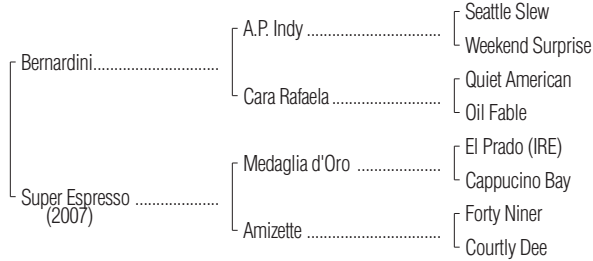 Seattle Slew
A.P. Indy ..............................
Weekend Surprise
Bernardini............................
Quiet American
Cara Rafaela ........................
Oil Fable
El Prado (IRE)
Medaglia d'Oro ..................
Cappucino Bay
Super Espresso ..................
(2007)
Forty Niner
Amizette ..............................
Courtly Dee